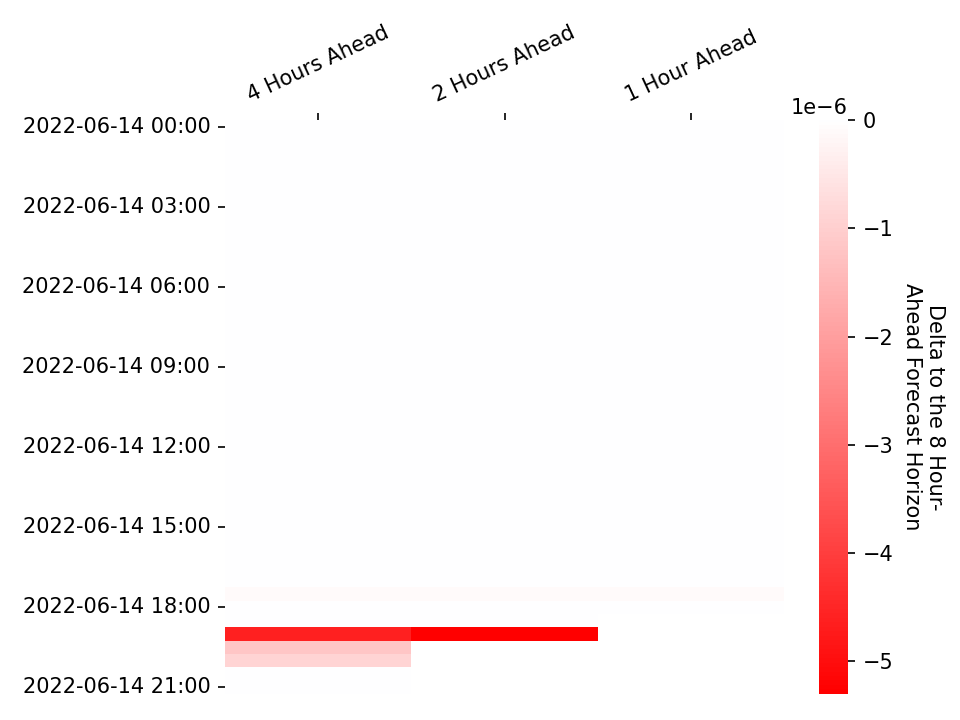 4 Hours Ahead
2 Hours Ahead
1 Hour Ahead
1e−6
2022-06-14 00:00
2022-06-14 03:00
2022-06-14 06:00
2022-06-14 09:00
2022-06-14 12:00
2022-06-14 15:00
2022-06-14 18:00
2022-06-14 21:00
0
−1
−2
−3
−4
−5
Delta to the 8 Hour-
Ahead Forecast Horizon